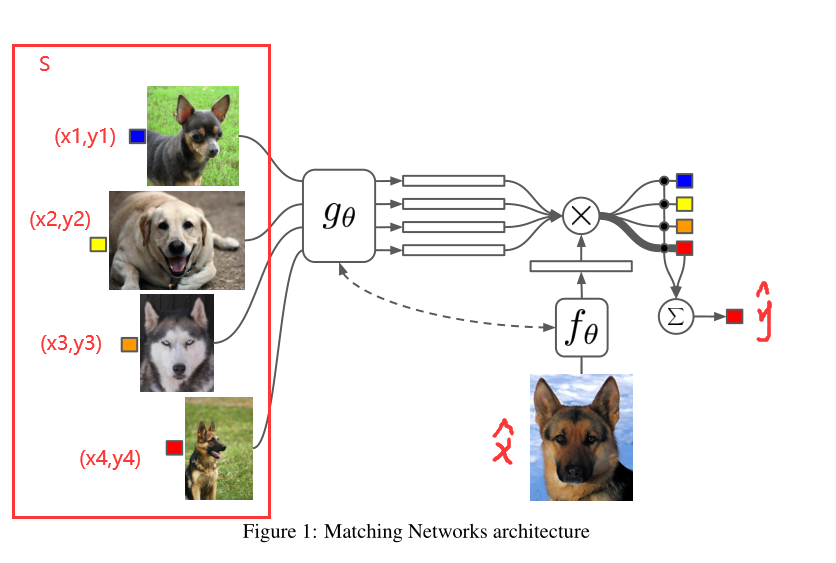 S
(x1,y1)
(x2,y2)
(x3,y3)
(x4,y4)
gθ
×
fθ
Σ
ŷ
x̂
Figure 1: Matching Networks architecture